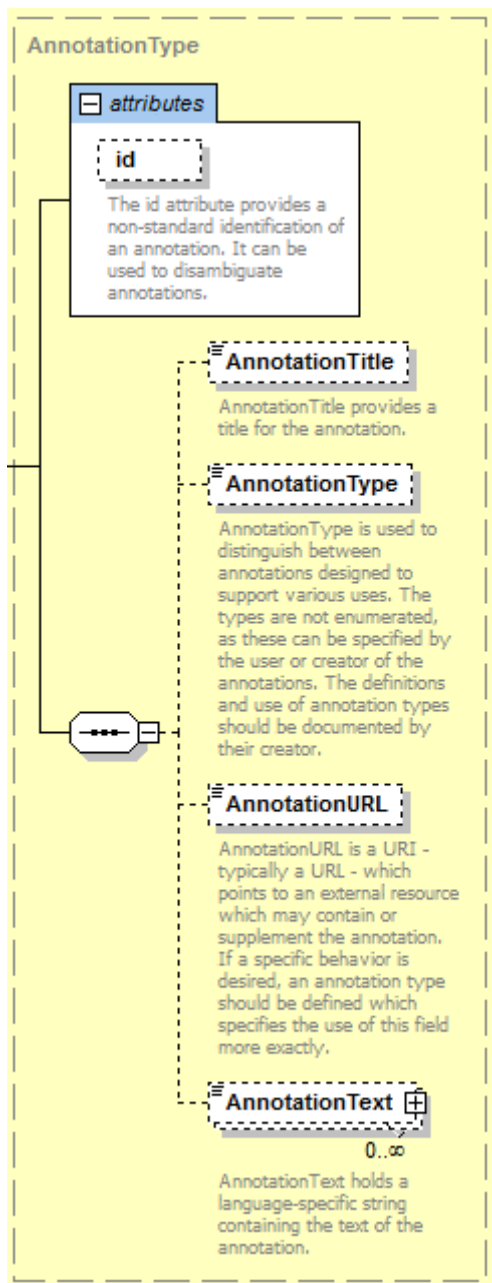 AnnotationType
attributes
id
The id attribute provides a
non-standard identification of
an annotation. It can be
used to disambiguate
annotations.
AnnotationTitle
AnnotationTitle provides a
title for the annotation.
AnnotationType
AnnotationType is used to
distinguish between
annotations designed to
support various uses. The
types are not enumerated,
as these can be specified by
the user or creator of the
annotations. The definitions
and use of annotation types
should be documented by
their creator.
AnnotationURL
AnnotationURL is a URI -
typically a URL - which
points to an external resource
which may contain or
supplement the annotation.
If a specific behavior is
desired, an annotation type
should be defined which
specifies the use of this field
more exactly.
AnnotationText
0..∞
AnnotationText holds a
language-specific string
containing the text of the
annotation.